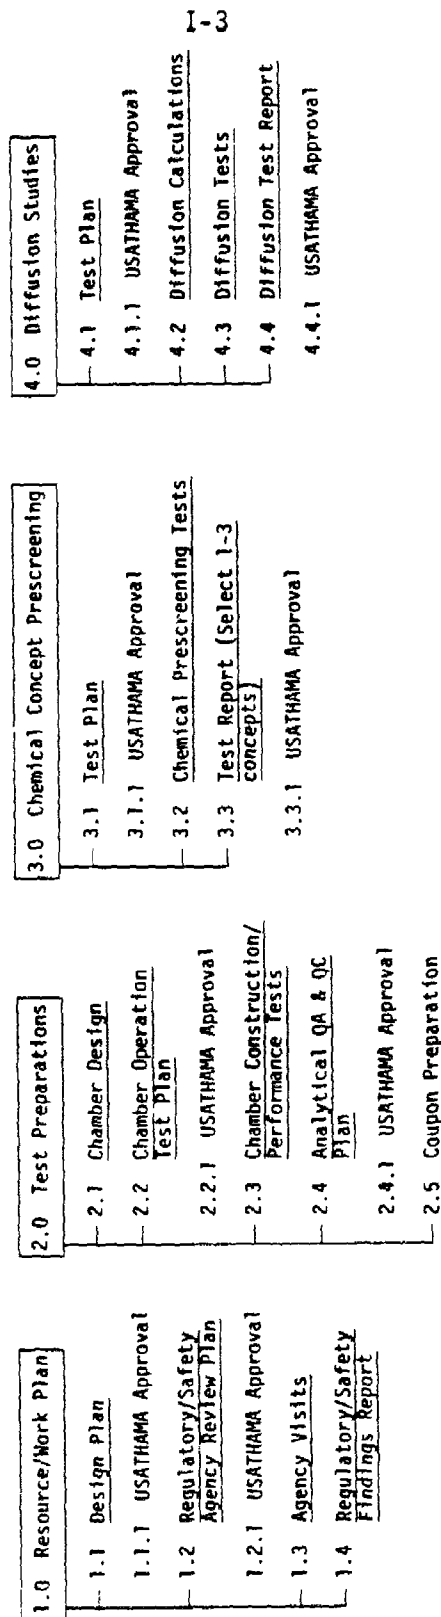 I-3
1.0 Resource/Work Plan
1.1 Design Plan
1.1.1 USATHAMA Approval
1.2 Regulatory/Safety
Agency Review Plan
1.2.1 USATHAMA Approval
1.3 Agency Visits
1.4 Regulatory/Safety
Findings Report
2.0 Test Preparations
2.1 Chamber Design
2.2 Chamber Operation
Test Plan
2.2.1 USATHAMA Approval
2.3 Chamber Construction/
Performance Tests
2.4 Analytical QA & QC
Plan
2.4.1 USATHAMA Approval
2.5 Coupon Preparation
3.0 Chemical Concept Prescreening
3.1 Test Plan
3.1.1 USATHAMA Approval
3.2 Chemical Prescreening Tests
3.3 Test Report (Select 1-3
concepts)
3.3.1 USATHAMA Approval
4.0 Diffusion Studies
4.1 Test Plan
4.1.1 USATHAMA Approval
4.2 Diffusion Calculations
4.3 Diffusion Tests
4.4 Diffusion Test Report
4.4.1 USATHAMA Approval